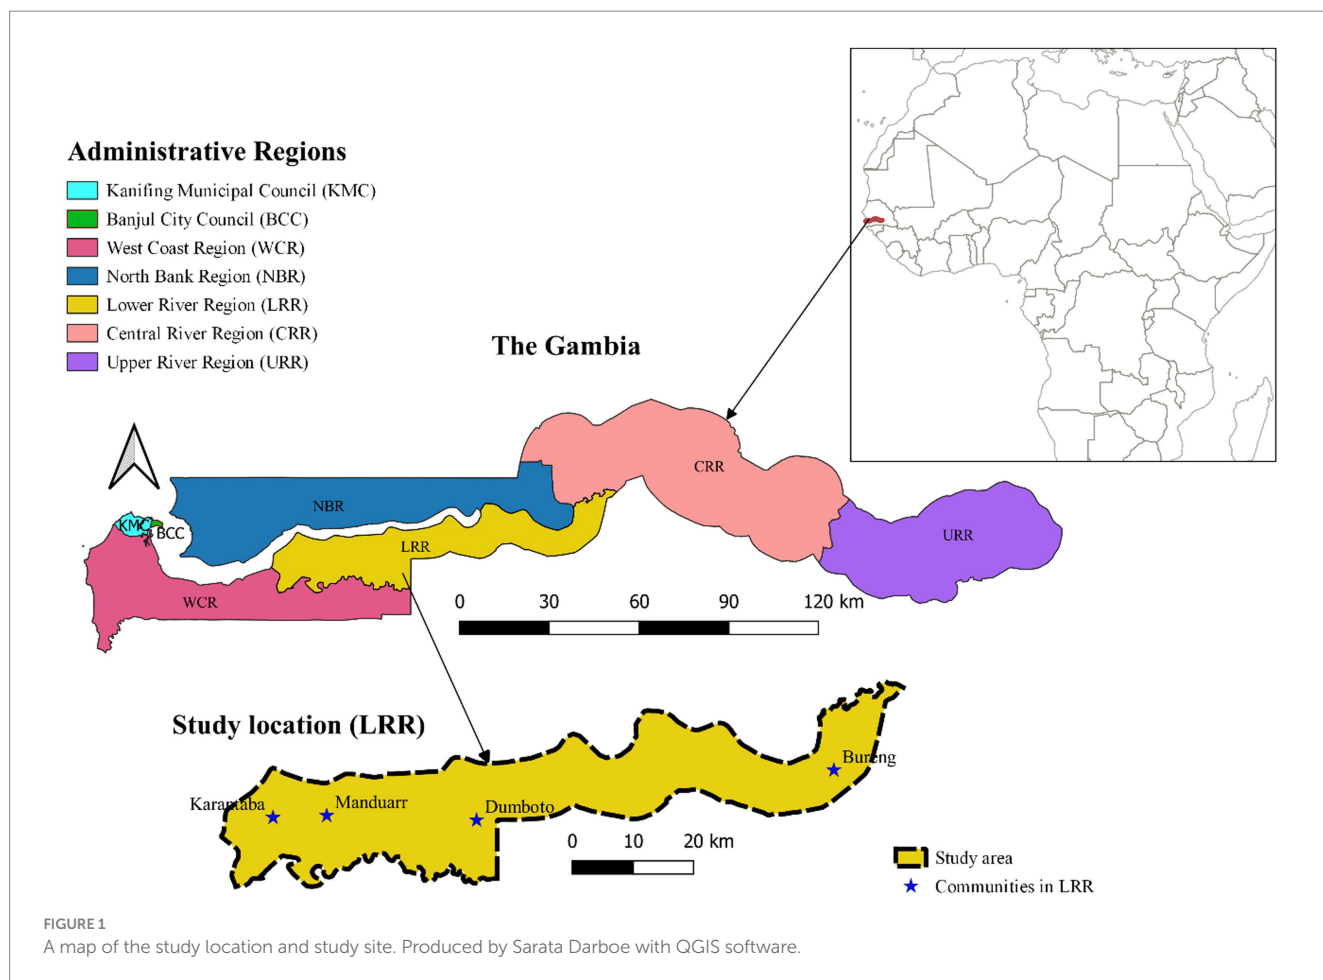 Administrative Regions
Kanifing Municipal Council (KMC)
Banjul City Council (BCC)
West Coast Region (WCR)
North Bank Region (NBR)
Lower River Region (LRR)
Central River Region (CRR)
Upper River Region (URR)
The Gambia
CRR
NBR
KMC
BCC
URR
LRR
WCR
0 30 60 90 120 km
Study location (LRR)
Bureng
Karantaba
Manduarr
Dumboto
0 10 20 km
Study area
Communities in LRR
FIGURE 1
A map of the study location and study site. Produced by Sarata Darboe with QGIS software.